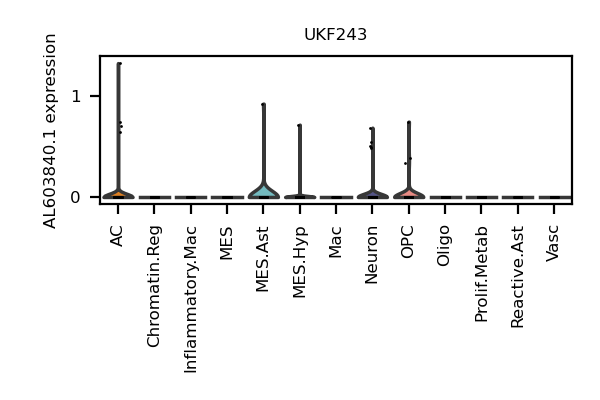 UKF243
AL603840.1 expression
1
0
AC
Chromatin.Reg
Inflammatory.Mac
MES
MES.Ast
MES.Hyp
Mac
Neuron
OPC
Oligo
Prolif.Metab
Reactive.Ast
Vasc